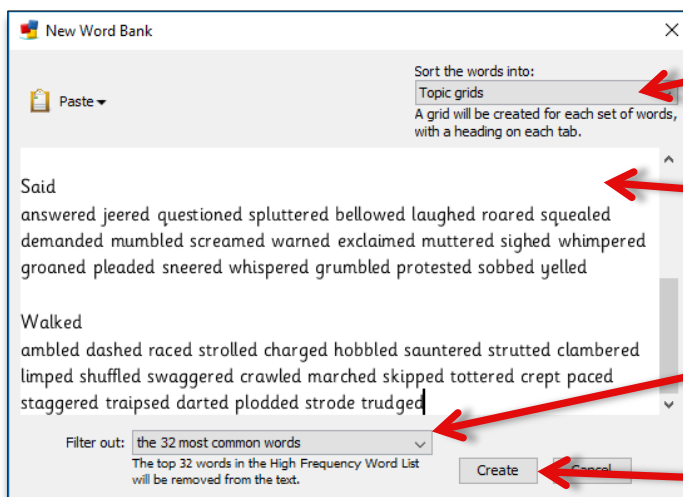 New Word Bank
Sort the words into:
Paste
Topic grids
A grid will be created for each set of words,
with a heading on each tab.
Said
answered jeered questioned spluttered bellowed laughed roared squealed
demanded mumbled screamed warned exclaimed muttered sighed whimpered
groaned pleaded sneered whispered grumbled protested sobbed yelled
Walked
ambled dashed raced strolled charged hobbled sauntered strutted clambered
limped shuffled swaggered crawled marched skipped tottered crept paced
staggered traipsed darted plodded strode trudged
Filter out: the 32 most common words
The top 32 words in the High Frequency Word List
will be removed from the text.
Create Cancel